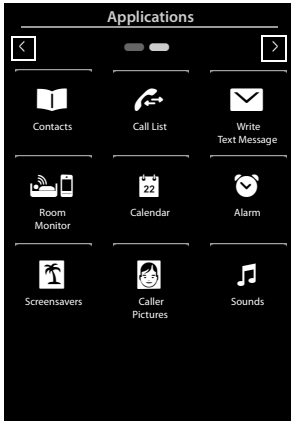 Applications
Contacts
Call List
Write
Text Message
Room
Monitor
22
Calendar
Alarm
Screensavers
Caller
Pictures
Sounds